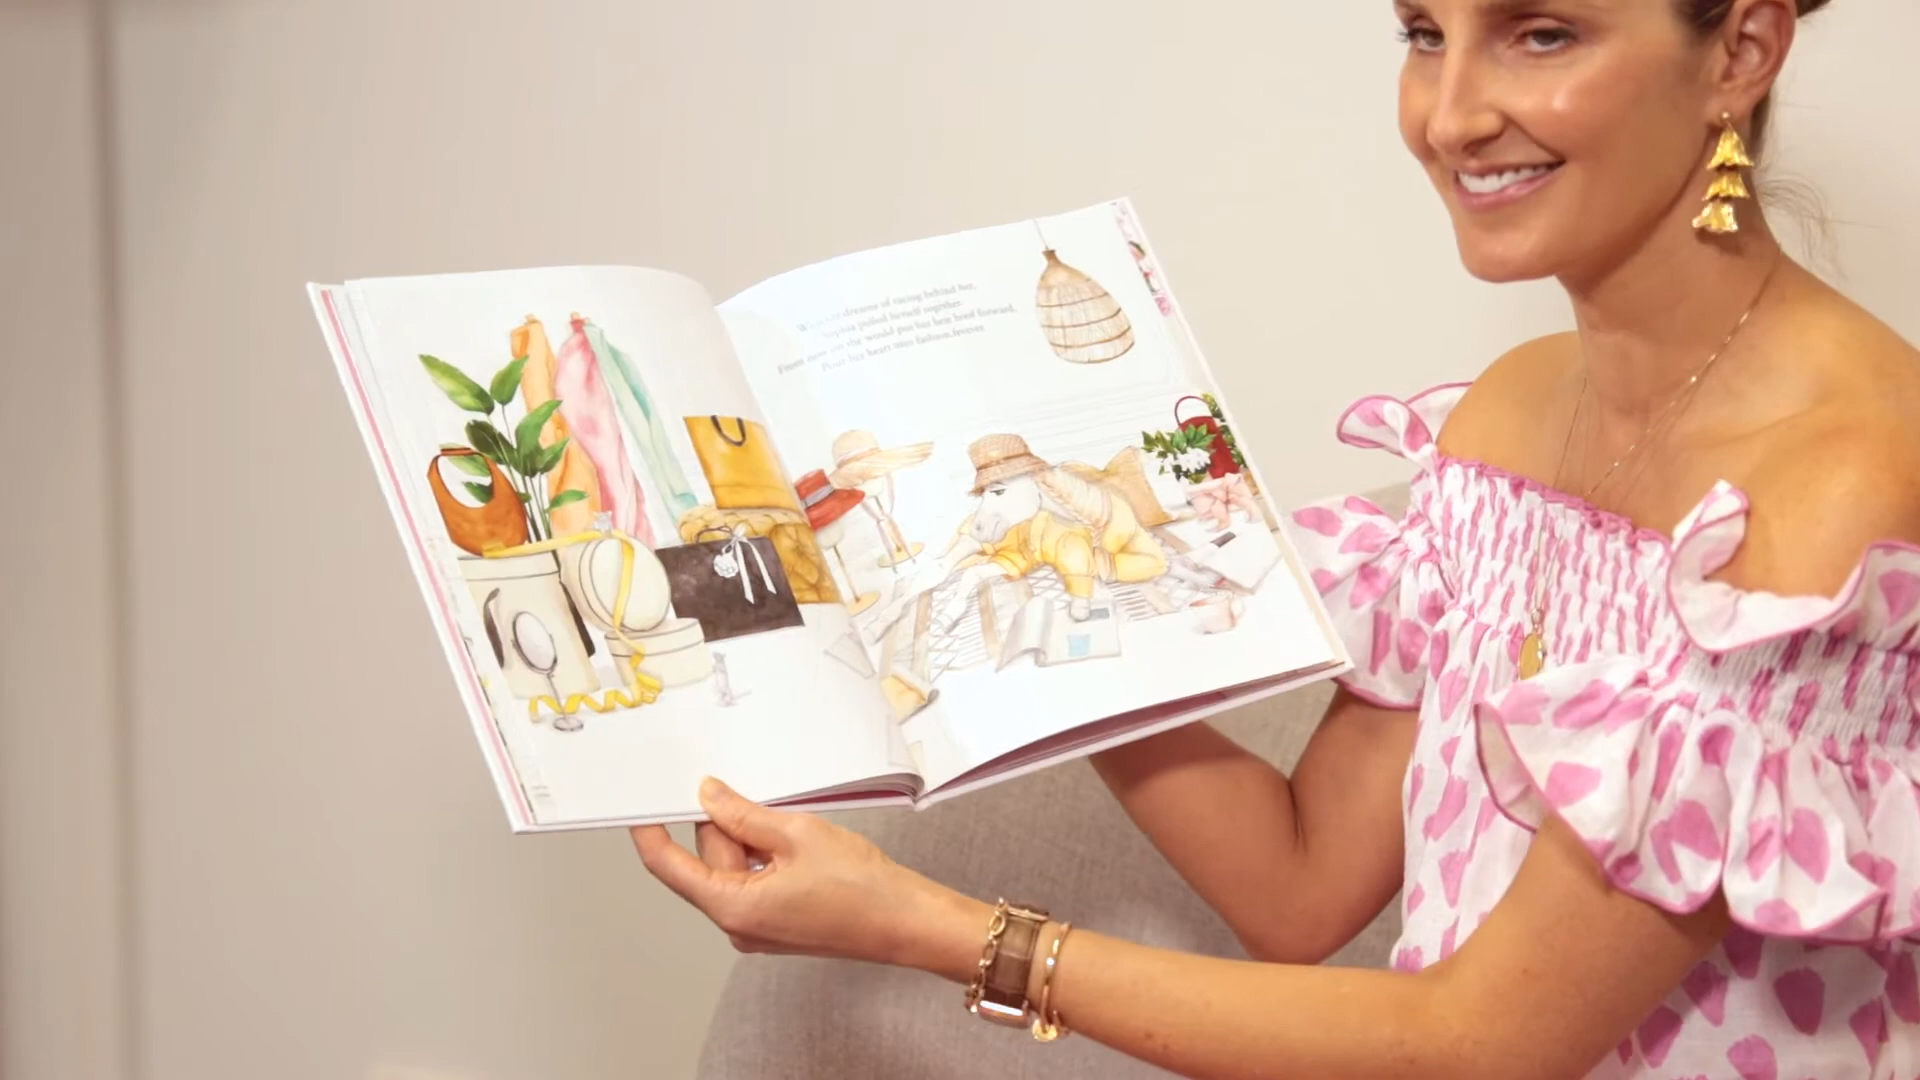 dreams of racing behind her,
Sophia pulled herself together.
From now on she would put her best hoof forward,
Pour her heart into fashion forever.